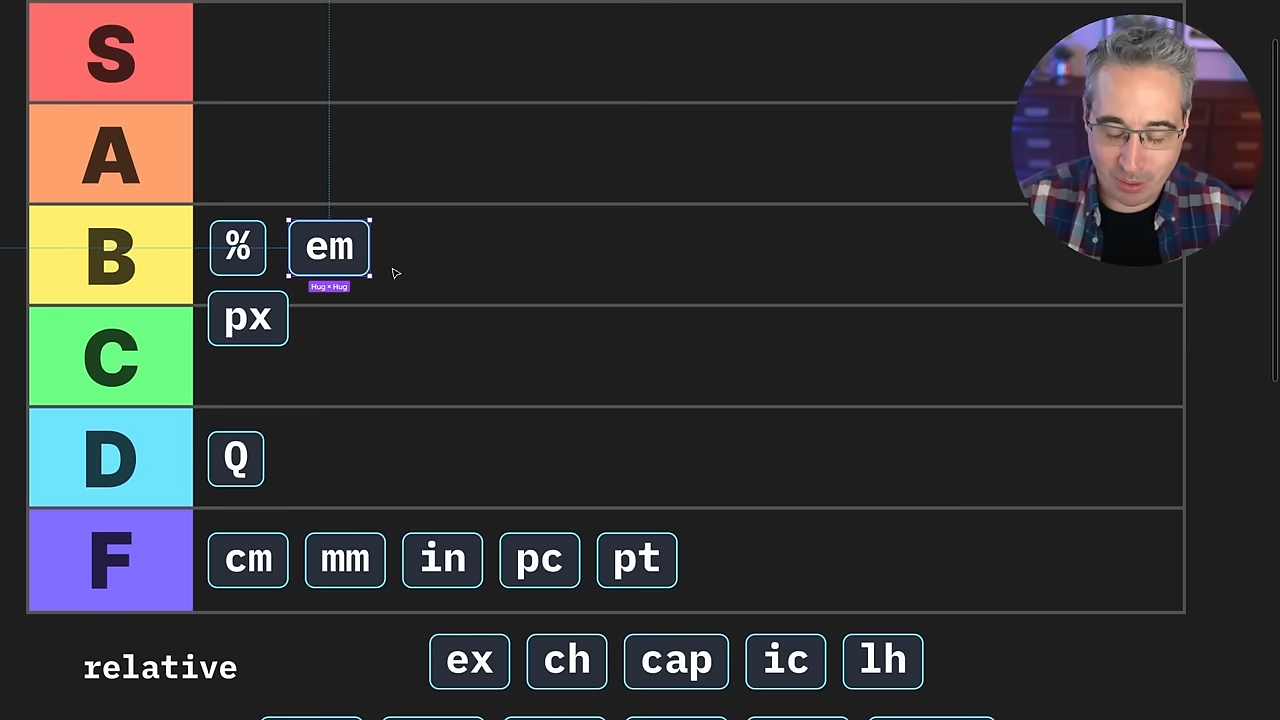 S
A
B % em
Hug × Hug
px
C
D Q
F cm mm in pc pt
relative ex ch cap ic lh